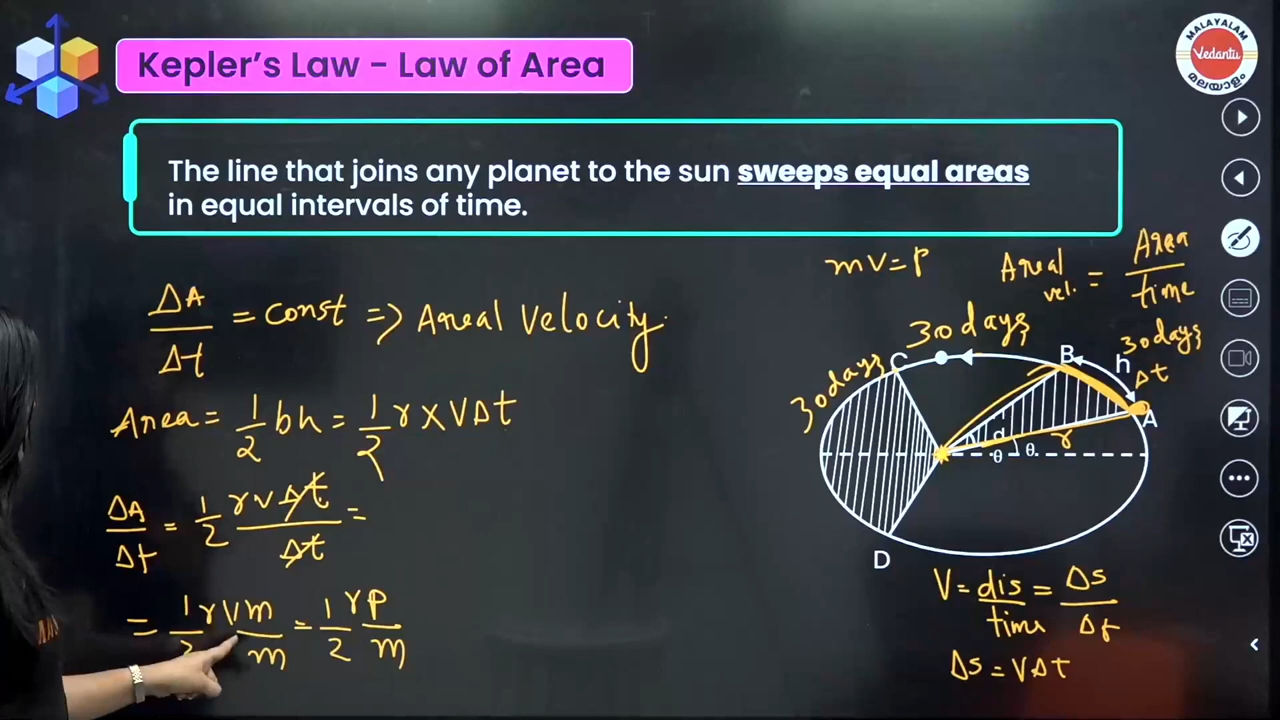 Kepler's Law - Law of Area
MALAYALAM
Vedantu
മലയാളം
The line that joins any planet to the sun sweeps equal areas
in equal intervals of time.
mv=p
Areal vel. = Area/time
ΔA/Δt = const => Areal Velocity.
30 days
30 days
30 days
Δt
C
B
h
A
d
r
θ
θ
D
Area = 1/2 bh = 1/2 r x VΔt
ΔA/Δt = 1/2 rvΔt/Δt =
= 1/2 rVm/m = 1/2 rp/m
V = dis/time = Δs/Δt
Δs = VΔt